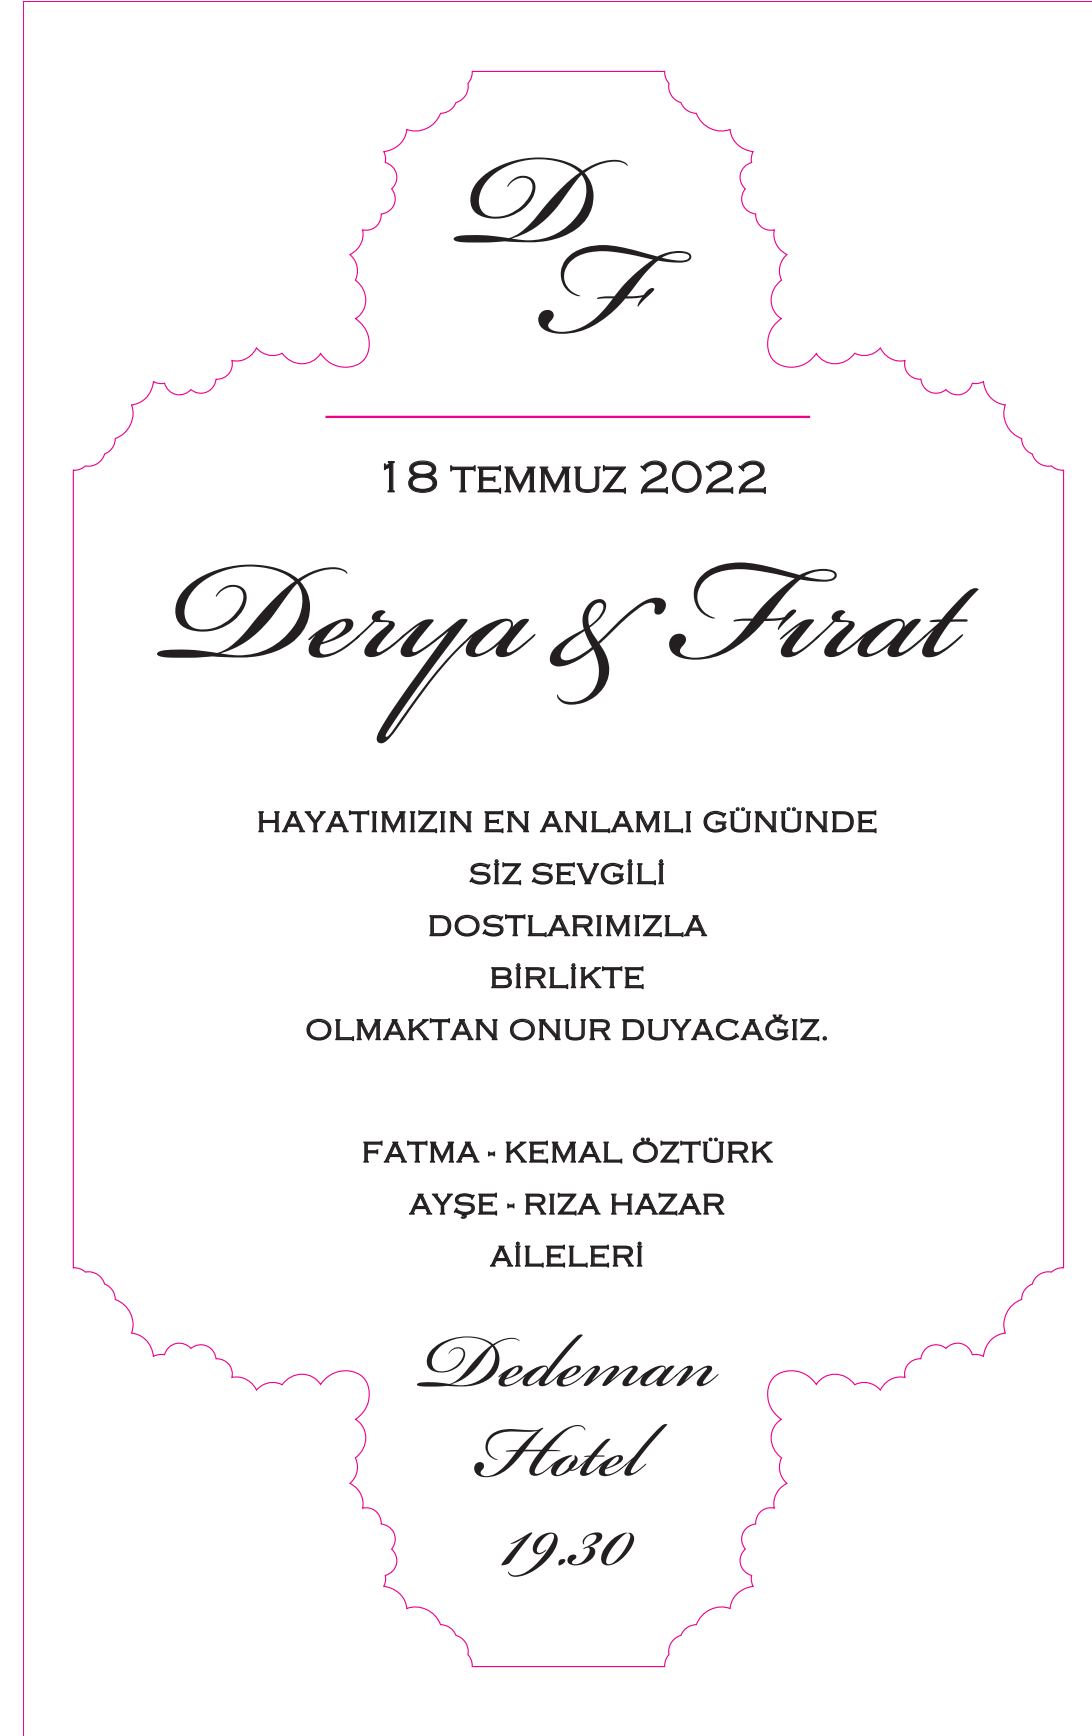 D
F
18 TEMMUZ 2022
Derya & Fırat
HAYATIMIZIN EN ANLAMLI GÜNÜNDE
SİZ SEVGİLİ
DOSTLARIMIZLA
BİRLİKTE
OLMAKTAN ONUR DUYACAĞIZ.
FATMA - KEMAL ÖZTÜRK
AYŞE - RIZA HAZAR
AİLELERİ
Dedeman
Hotel
19.30